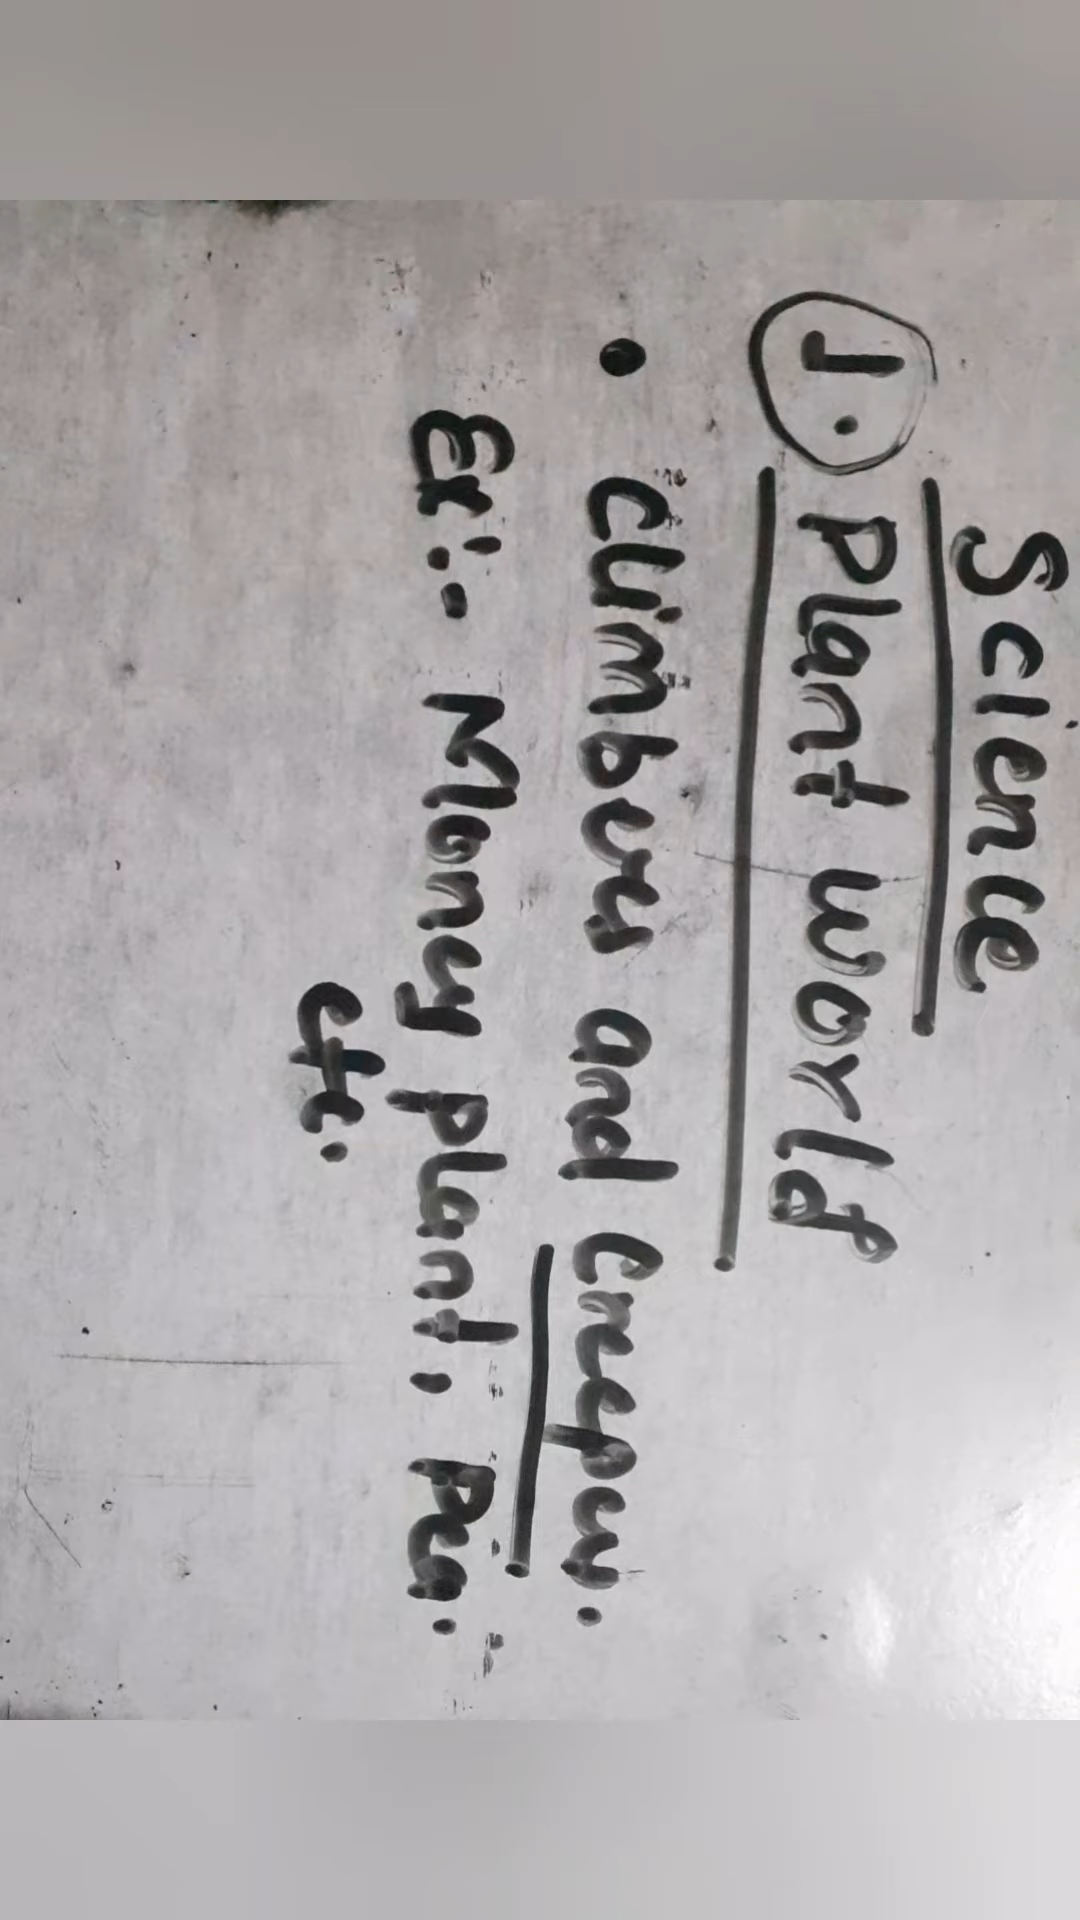 Science
1. Plant world
• Climbers and Creeper.
Ex:- Money plant, Pea.
etc.